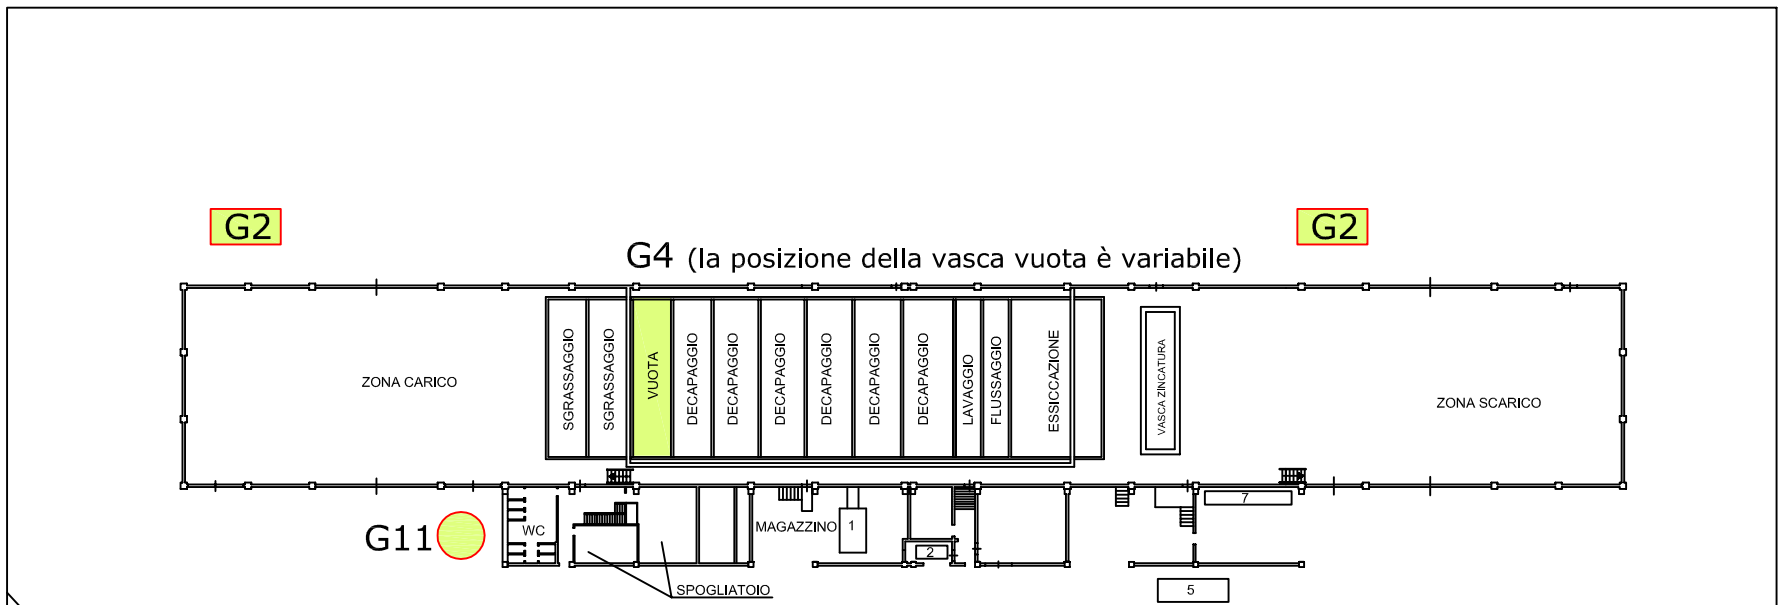 G2
G2
G4 (la posizione della vasca vuota è variabile)
ZONA CARICO
SGRASSAGGIO
SGRASSAGGIO
VUOTA
DECAPAGGIO
DECAPAGGIO
DECAPAGGIO
DECAPAGGIO
DECAPAGGIO
DECAPAGGIO
LAVAGGIO
FLUSSAGGIO
ESSICCAZIONE
VASCA ZINCATURA
ZONA SCARICO
G11
WC
MAGAZZINO
1
2
7
SPOGLIATOIO
5